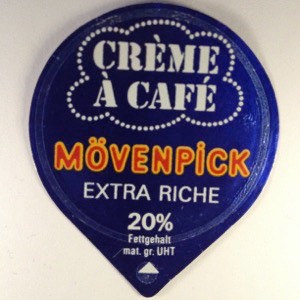 CRÈME
À CAFÉ
MÖVENPiCK
EXTRA RICHE
20%
Fettgehalt
mat. gr. UHT